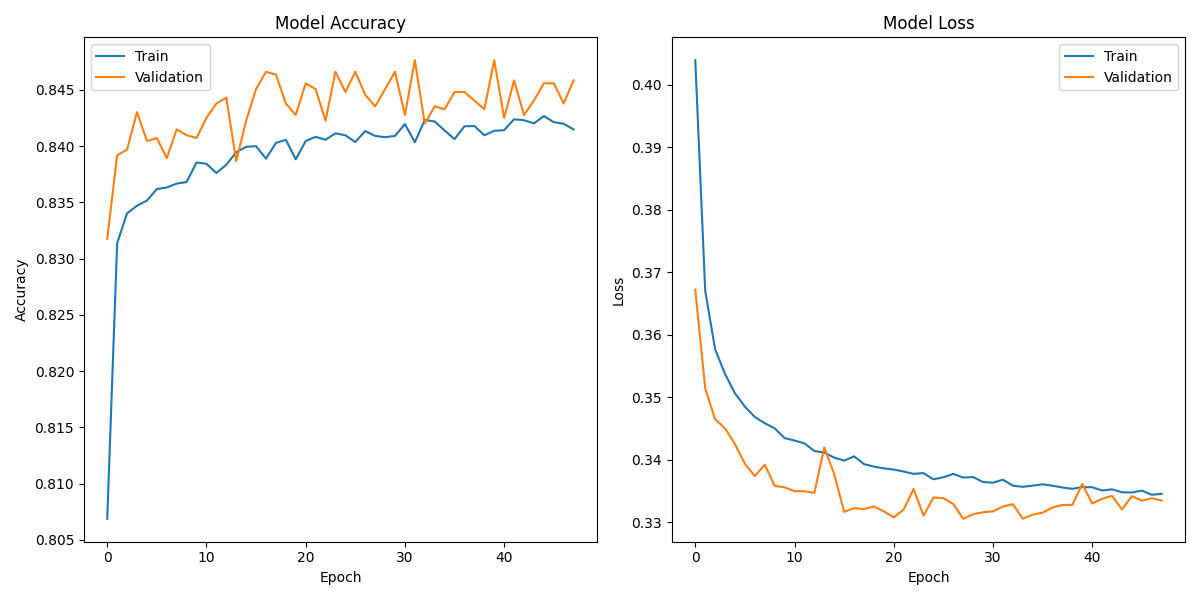 Model Accuracy
Train
Validation
0.845
0.840
0.835
0.830
0.825
0.820
0.815
0.810
0.805
Accuracy
0 10 20 30 40
Epoch
Model Loss
Train
Validation
0.40
0.39
0.38
0.37
0.36
0.35
0.34
0.33
Loss
0 10 20 30 40
Epoch